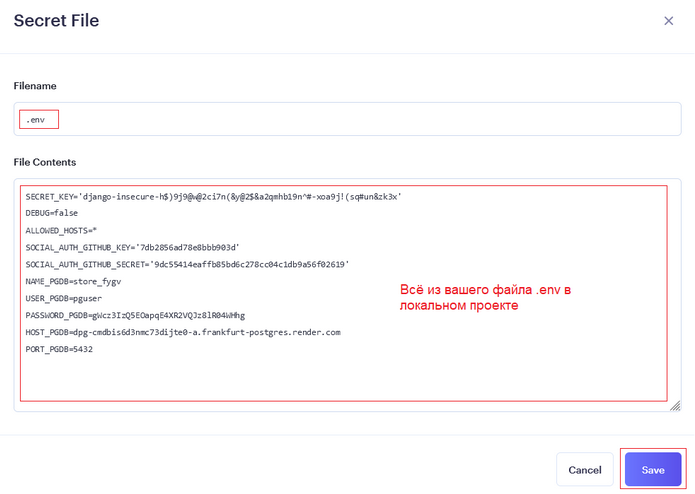 Secret File
Filename
.env
File Contents
SECRET_KEY='django-insecure-h$)9j9@w@2ci7n(&y@2$&a2qmhb19n^#-xoa9j!(sq#un&zk3x'
DEBUG=false
ALLOWED_HOSTS=*
SOCIAL_AUTH_GITHUB_KEY='7db2856ad78e8bbb903d'
SOCIAL_AUTH_GITHUB_SECRET='9dc55414eaffb85bd6c278cc04c1db9a56f02619'
NAME_PGDB=store_fygv
USER_PGDB=pguser
PASSWORD_PGDB=gWcz3IzQ5EOapqE4XR2VQJz8lR04WHhg
HOST_PGDB=dpg-cmdbis6d3nmc73dijte0-a.frankfurt-postgres.render.com
PORT_PGDB=5432
Всё из вашего файла .env в
локальном проекте
Cancel
Save